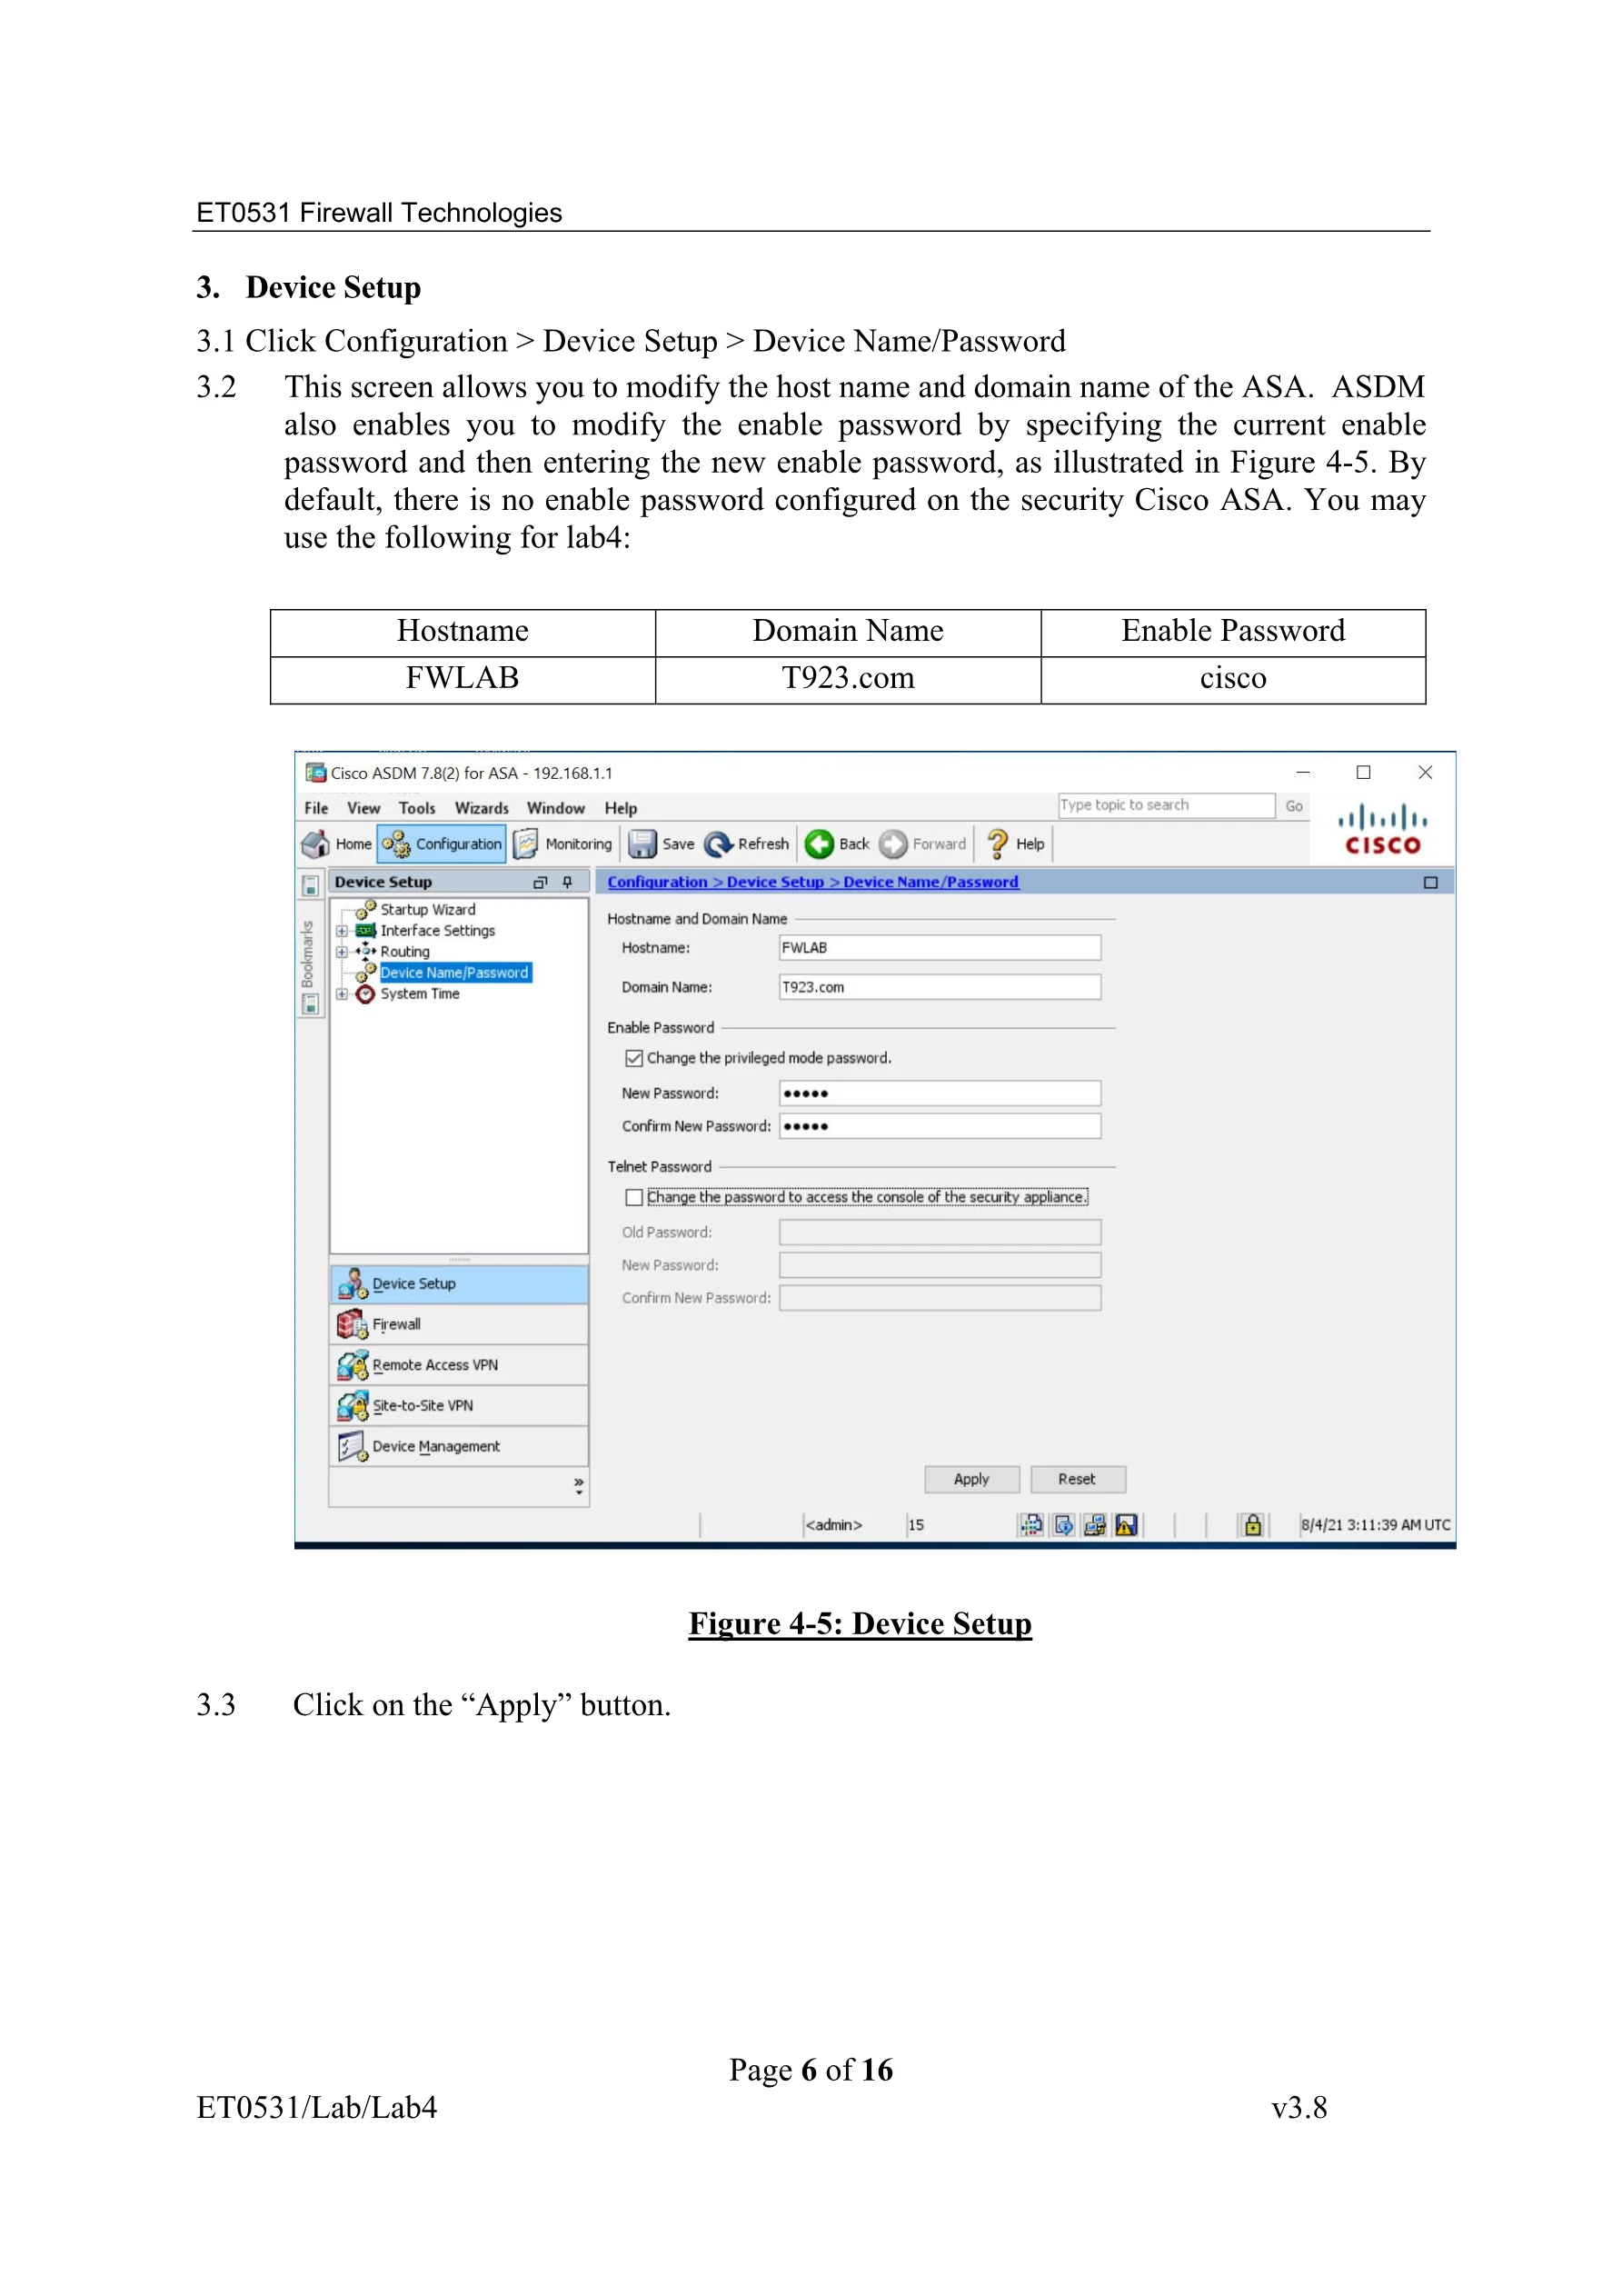 ET0531 Firewall Technologies
3. Device Setup
3.1 Click Configuration > Device Setup > Device Name/Password
3.2 This screen allows you to modify the host name and domain name of the ASA. ASDM
also enables you to modify the enable password by specifying the current enable
password and then entering the new enable password, as illustrated in Figure 4-5. By
default, there is no enable password configured on the security Cisco ASA. You may
use the following for lab4:
Hostname Domain Name Enable Password
FWLAB T923.com cisco
Cisco ASDM 7.8(2) for ASA - 192.168.1.1
File View Tools Wizards Window Help Type topic to search Go
CISCO
Home Configuration Monitoring Save Refresh Back Forward Help
Device Setup
Configuration > Device Setup > Device Name/Password
Bookmarks
Startup Wizard
Interface Settings
Routing
Device Name/Password
System Time
Hostname and Domain Name
Hostname: FWLAB
Domain Name: T923.com
Enable Password
Change the privileged mode password.
New Password: •••••
Confirm New Password: •••••
Telnet Password
Change the password to access the console of the security appliance.
Old Password:
New Password:
Confirm New Password:
Device Setup
Firewall
Remote Access VPN
Site-to-Site VPN
Device Management
Apply Reset
<admin> 15 8/4/21 3:11:39 AM UTC
Figure 4-5: Device Setup
3.3 Click on the “Apply” button.
Page 6 of 16
ET0531/Lab/Lab4 v3.8